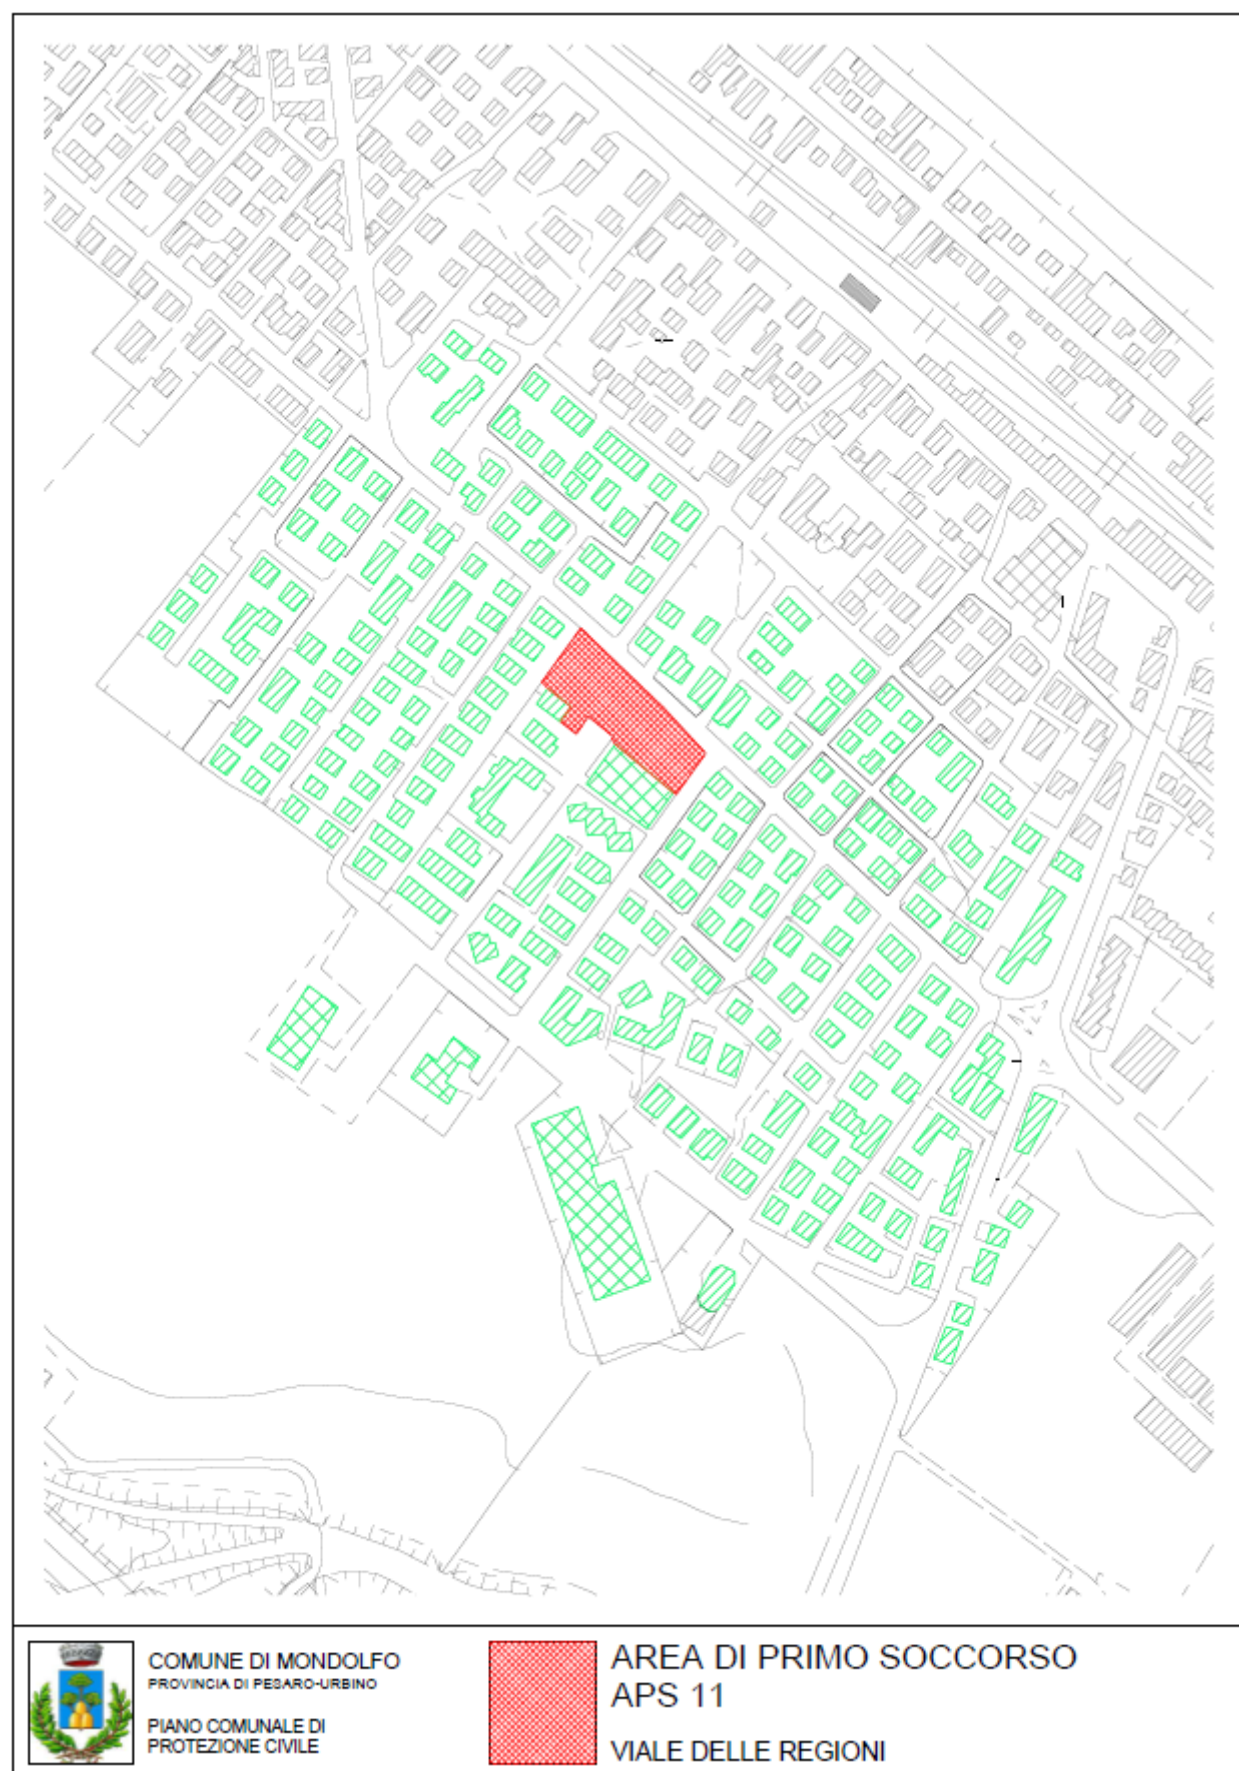 COMUNE DI MONDOLFO
PROVINCIA DI PESARO-URBINO
PIANO COMUNALE DI
PROTEZIONE CIVILE
AREA DI PRIMO SOCCORSO
APS 11
VIALE DELLE REGIONI